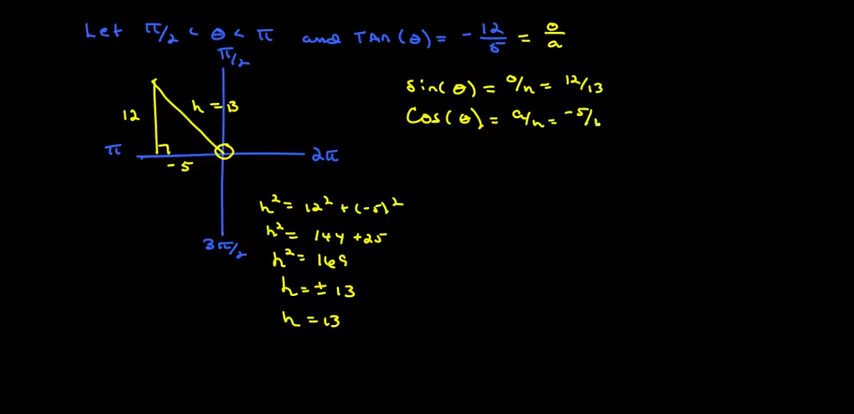 Let π/2 < θ < π and TAN(θ) = -12/5 = o/a
π/2
sin(θ) = o/h = 12/13
12
h = 13
Cos(θ) = a/h = -5/1
π
2π
-5
h² = 12² + (-5)²
h² = 144 + 25
3π/2
h² = 169
h = ± 13
h = 13